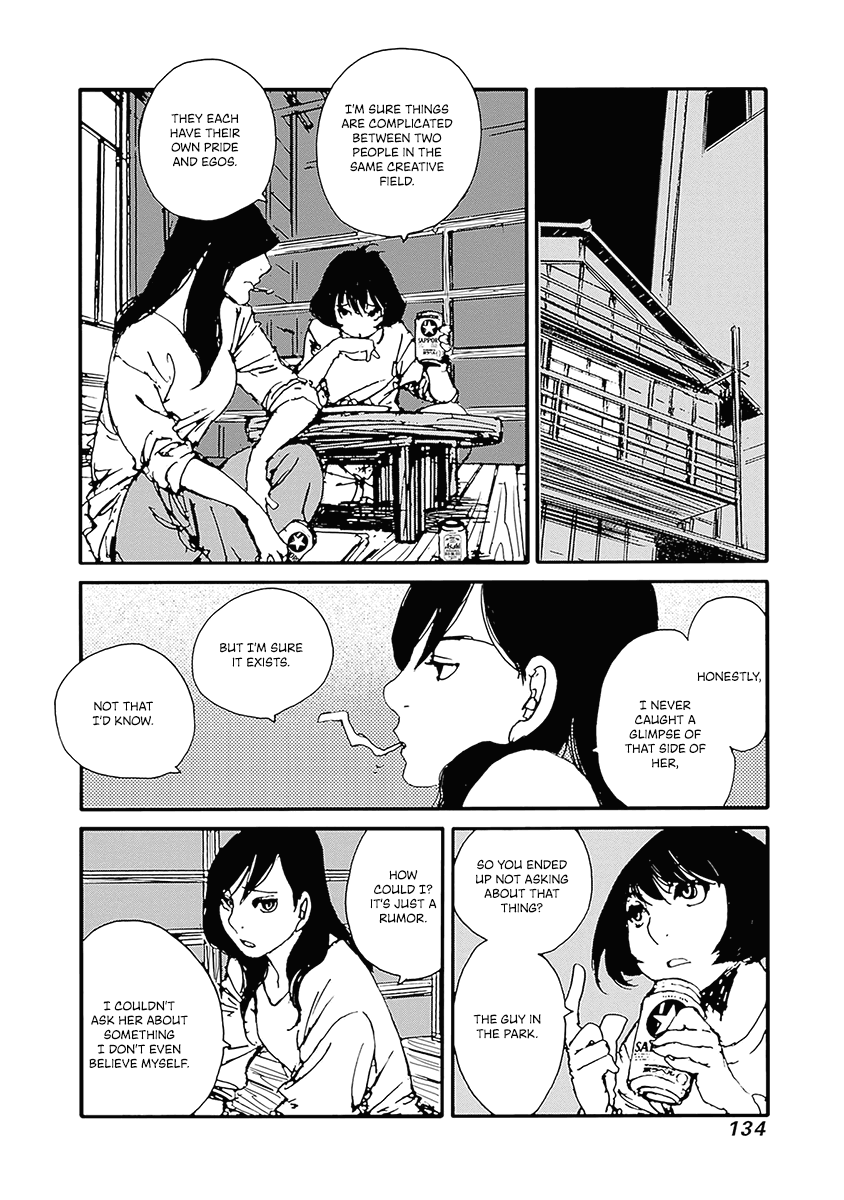 I'M SURE THINGS
ARE COMPLICATED
BETWEEN TWO
PEOPLE IN THE
SAME CREATIVE
FIELD.
THEY EACH
HAVE THEIR
OWN PRIDE
AND EGOS.
SAPPORO
Asahi
HONESTLY,
I NEVER
CAUGHT A
GLIMPSE OF
THAT SIDE OF
HER,
BUT I'M SURE
IT EXISTS.
NOT THAT
I'D KNOW.
SO YOU ENDED
UP NOT ASKING
ABOUT THAT
THING?
THE GUY IN
THE PARK.
HOW
COULD I?
IT'S JUST A
RUMOR.
I COULDN'T
ASK HER ABOUT
SOMETHING
I DON'T EVEN
BELIEVE MYSELF.
134